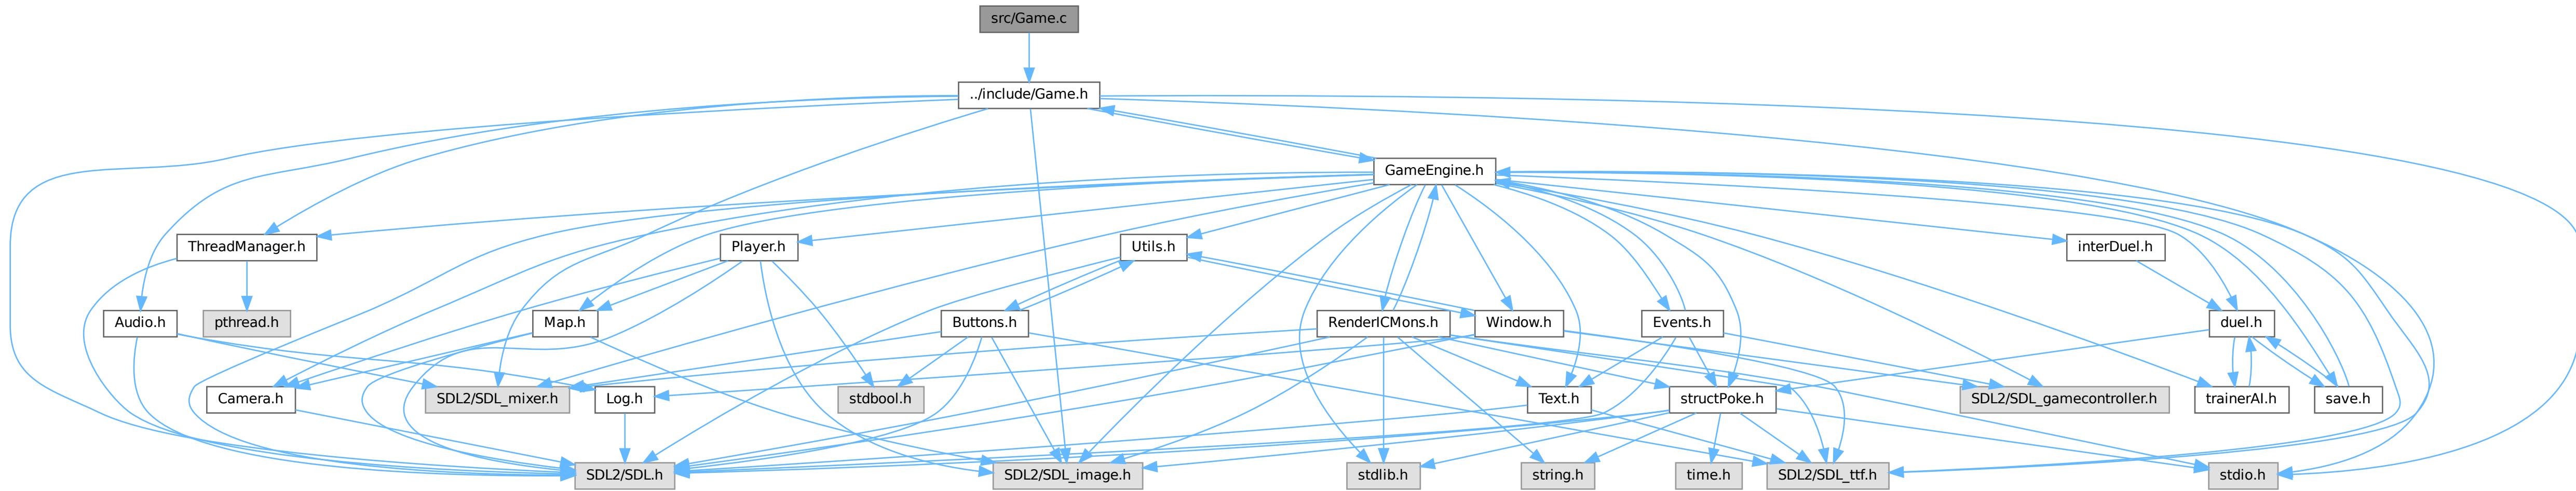 src/Game.c
../include/Game.h
GameEngine.h
ThreadManager.h
Player.h
Utils.h
interDuel.h
Audio.h
pthread.h
Map.h
Buttons.h
RenderICMons.h
Window.h
Events.h
duel.h
Camera.h
SDL2/SDL_mixer.h
Log.h
stdbool.h
Text.h
structPoke.h
SDL2/SDL_gamecontroller.h
trainerAI.h
save.h
SDL2/SDL.h
SDL2/SDL_image.h
stdlib.h
string.h
time.h
SDL2/SDL_ttf.h
stdio.h